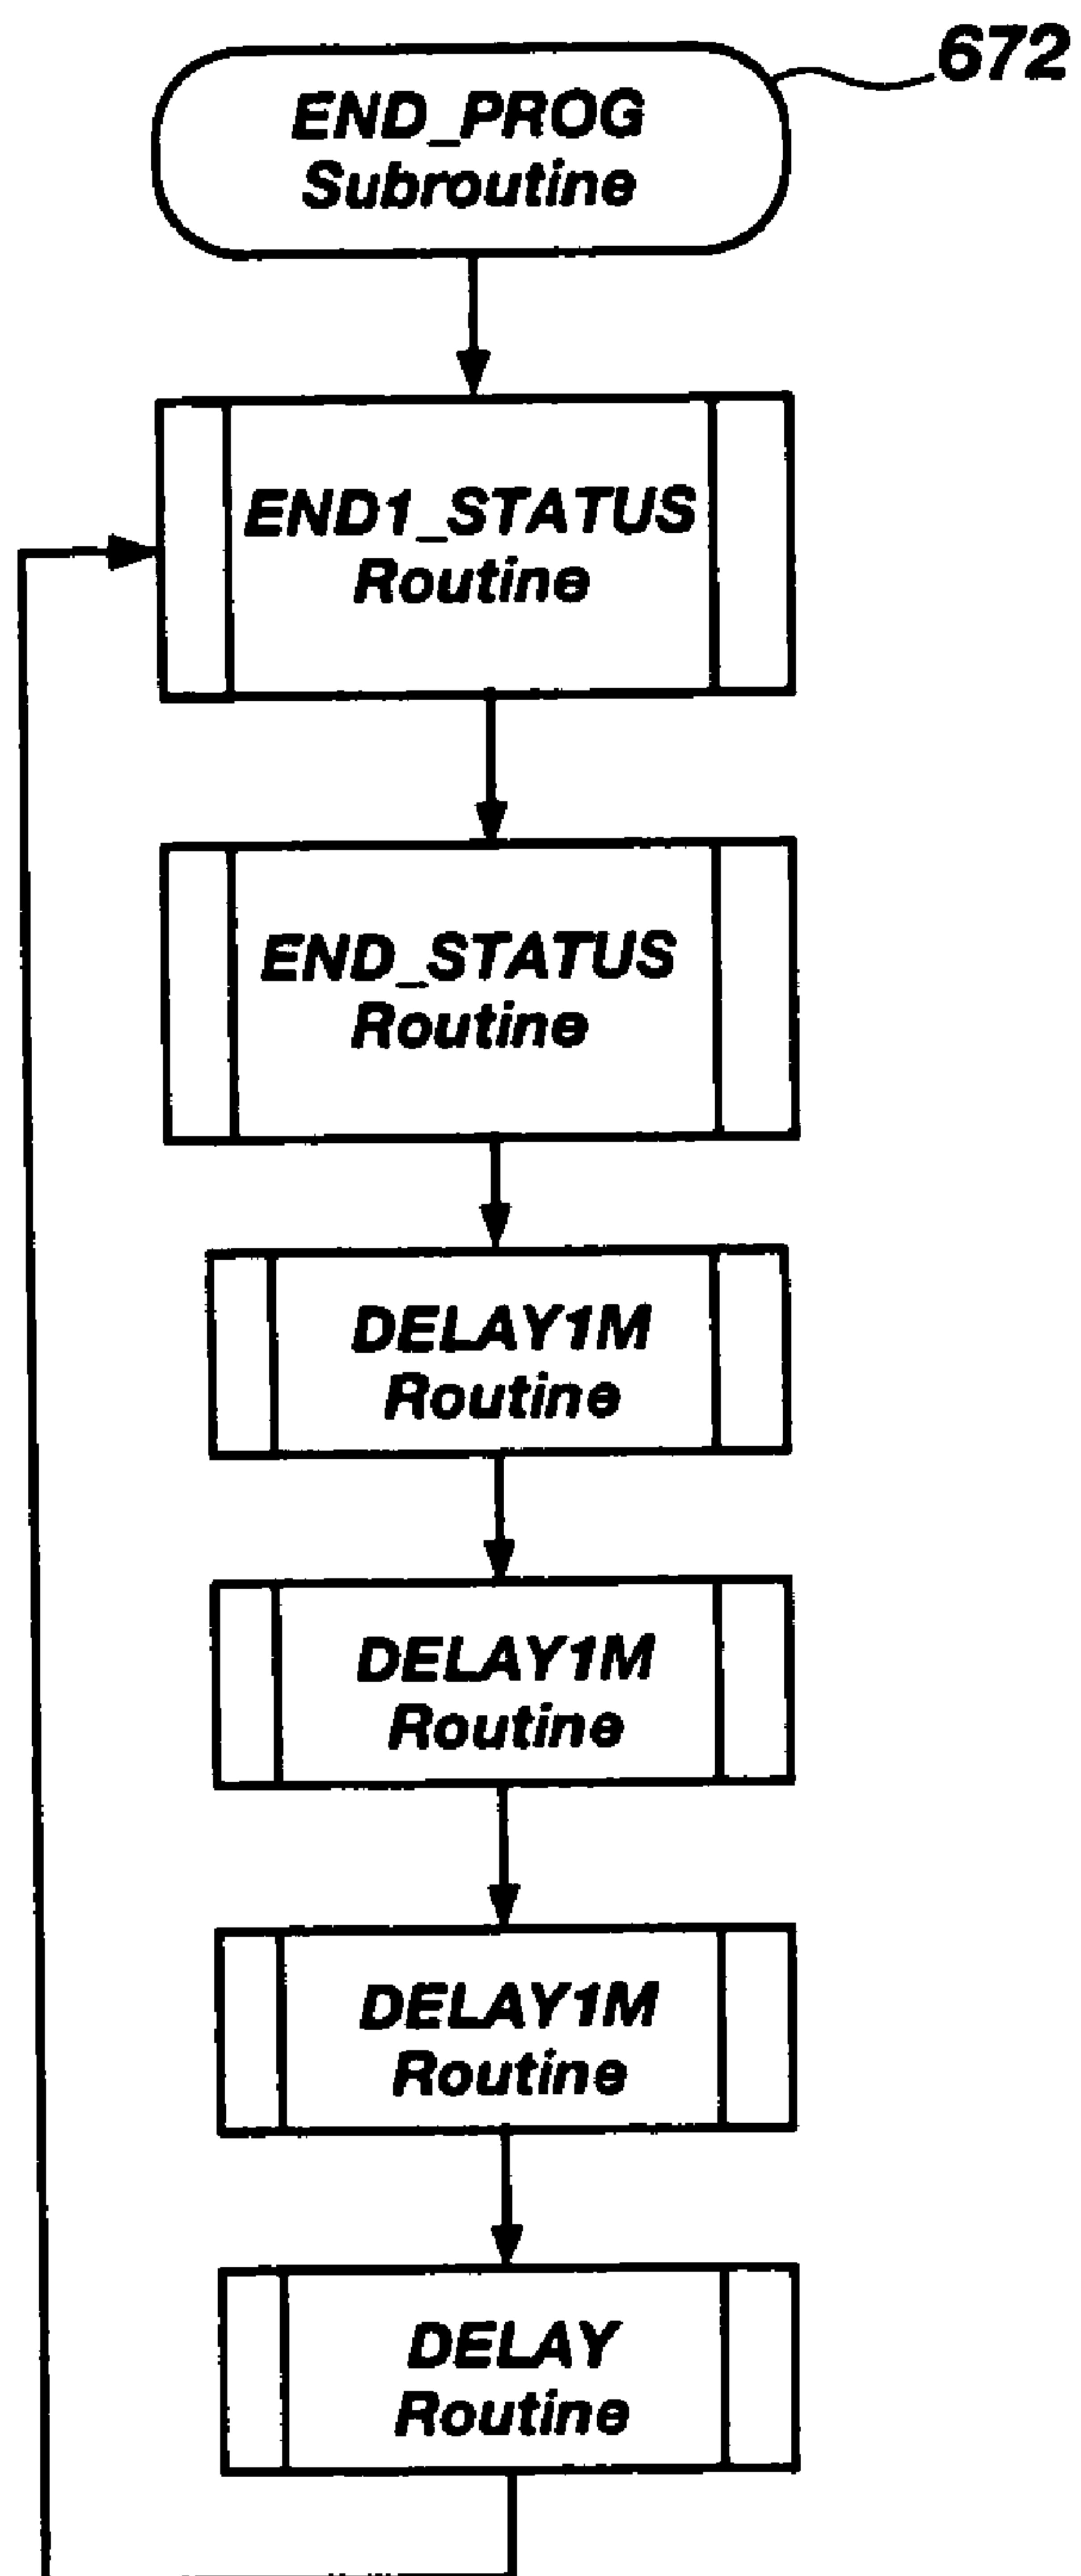 672
END_PROG
Subroutine
END1_STATUS
Routine
END_STATUS
Routine
DELAY1M
Routine
DELAY1M
Routine
DELAY1M
Routine
DELAY
Routine